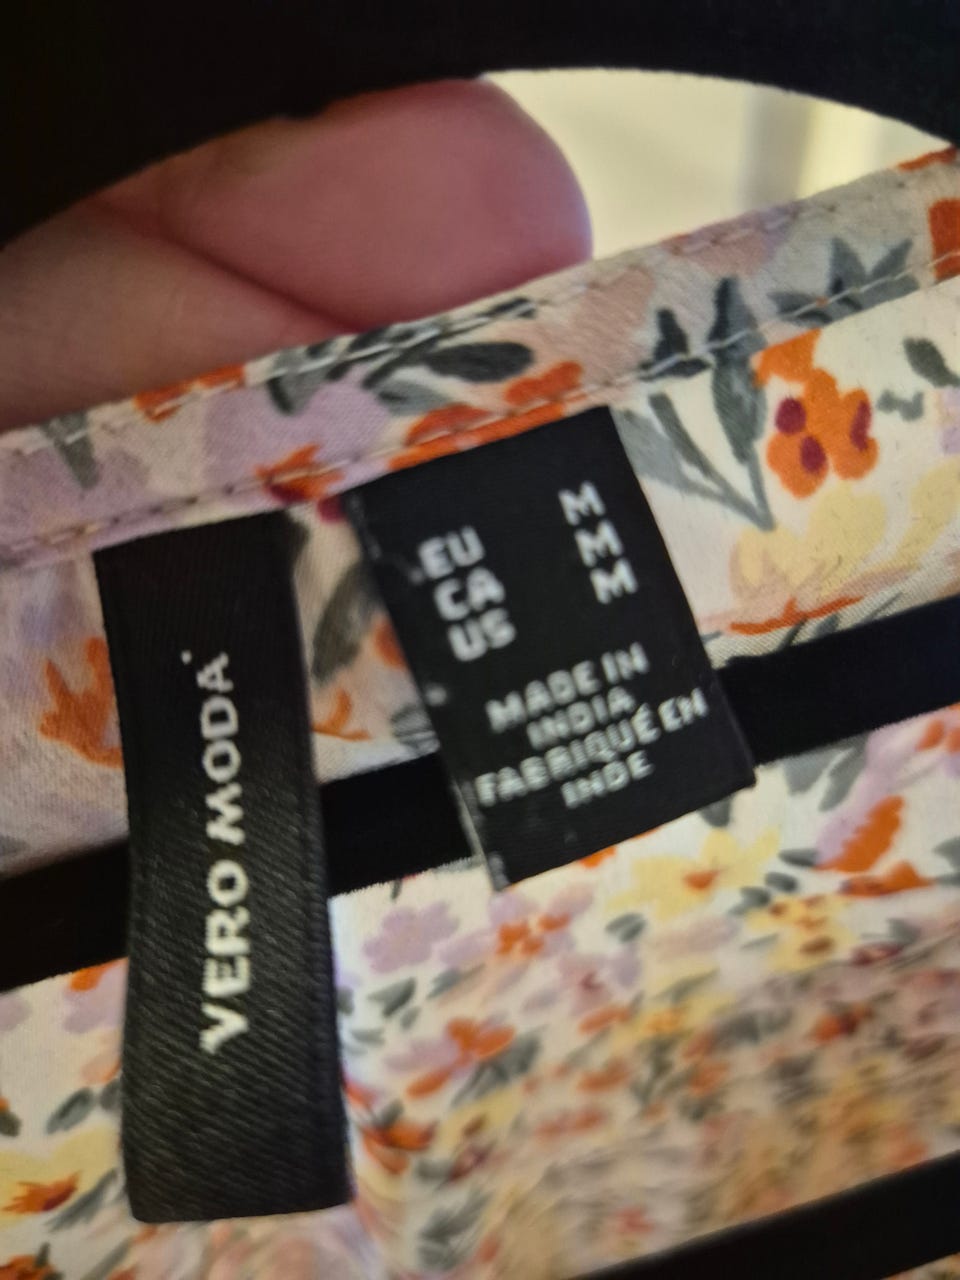 VERO MODA
EU M
CA M
US M
MADE IN
INDIA
FABRIQUÉ EN
INDE